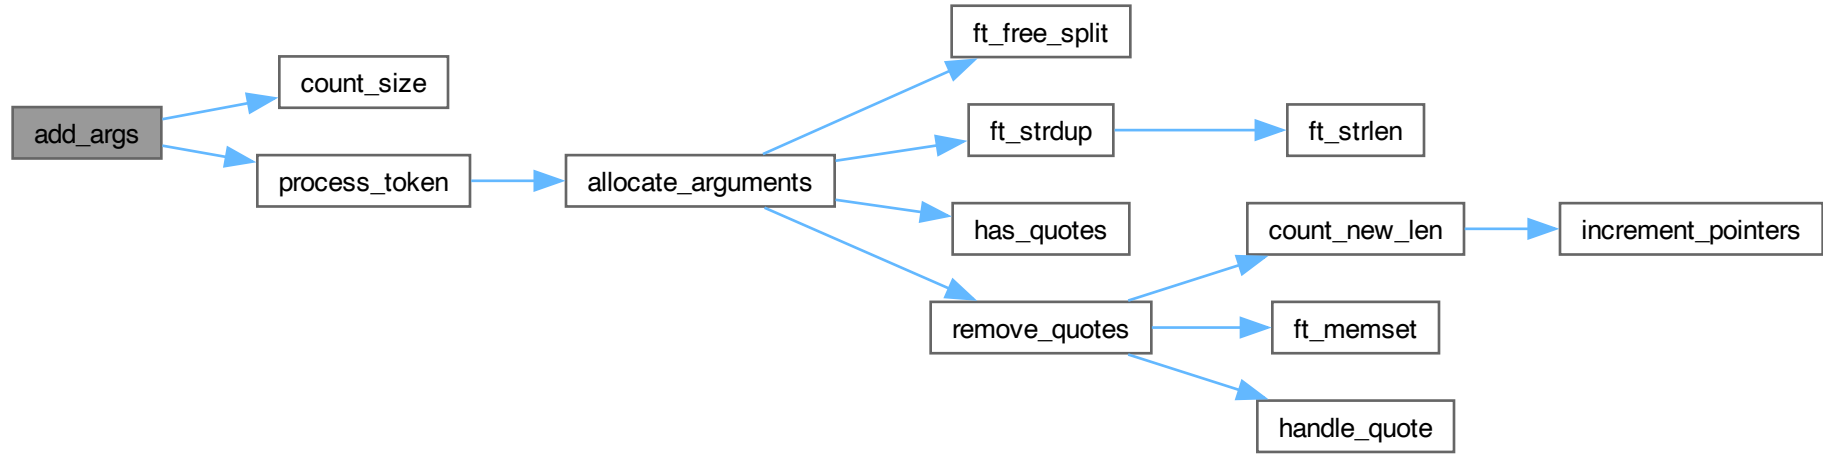 add_args
count_size
process_token
allocate_arguments
ft_free_split
ft_strdup
ft_strlen
has_quotes
remove_quotes
count_new_len
increment_pointers
ft_memset
handle_quote